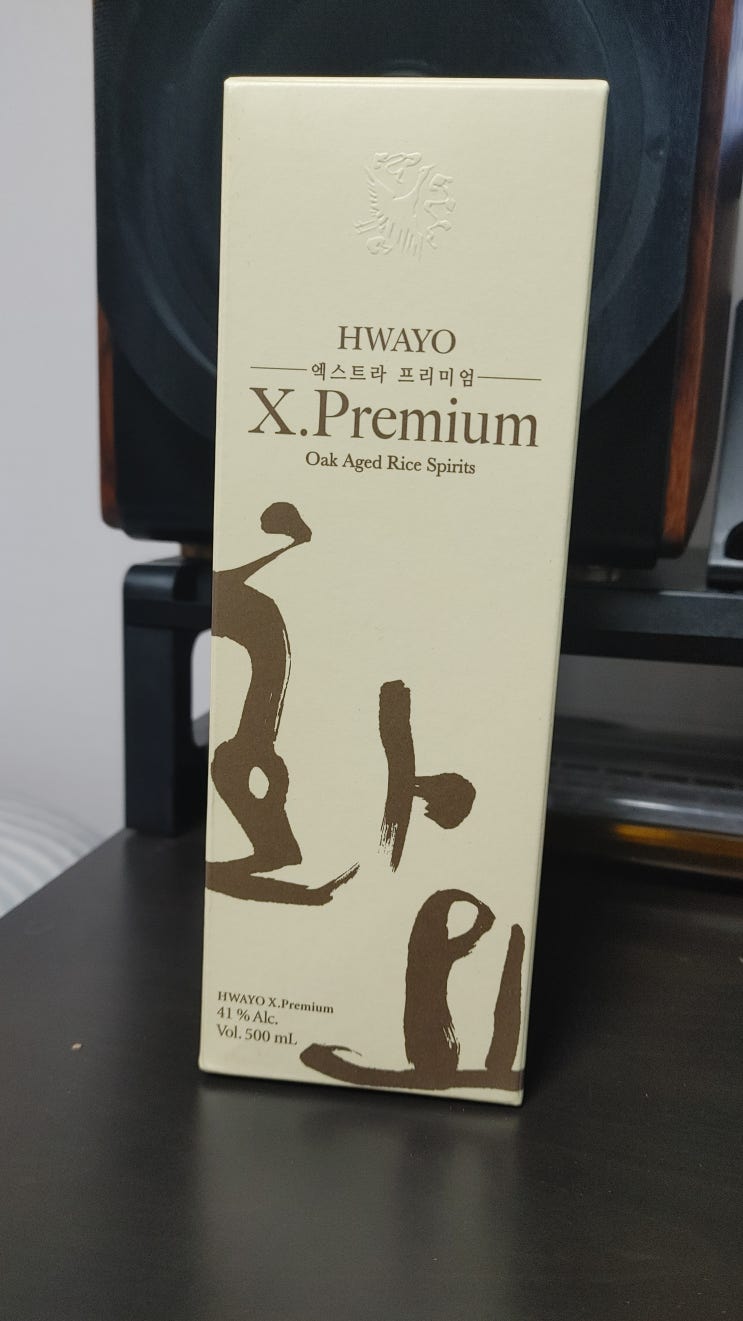 HWAYO
엑스트라 프리미엄
X.Premium
Oak Aged Rice Spirits
화
요
HWAYO X.Premium
41 % Alc.
Vol. 500 mL